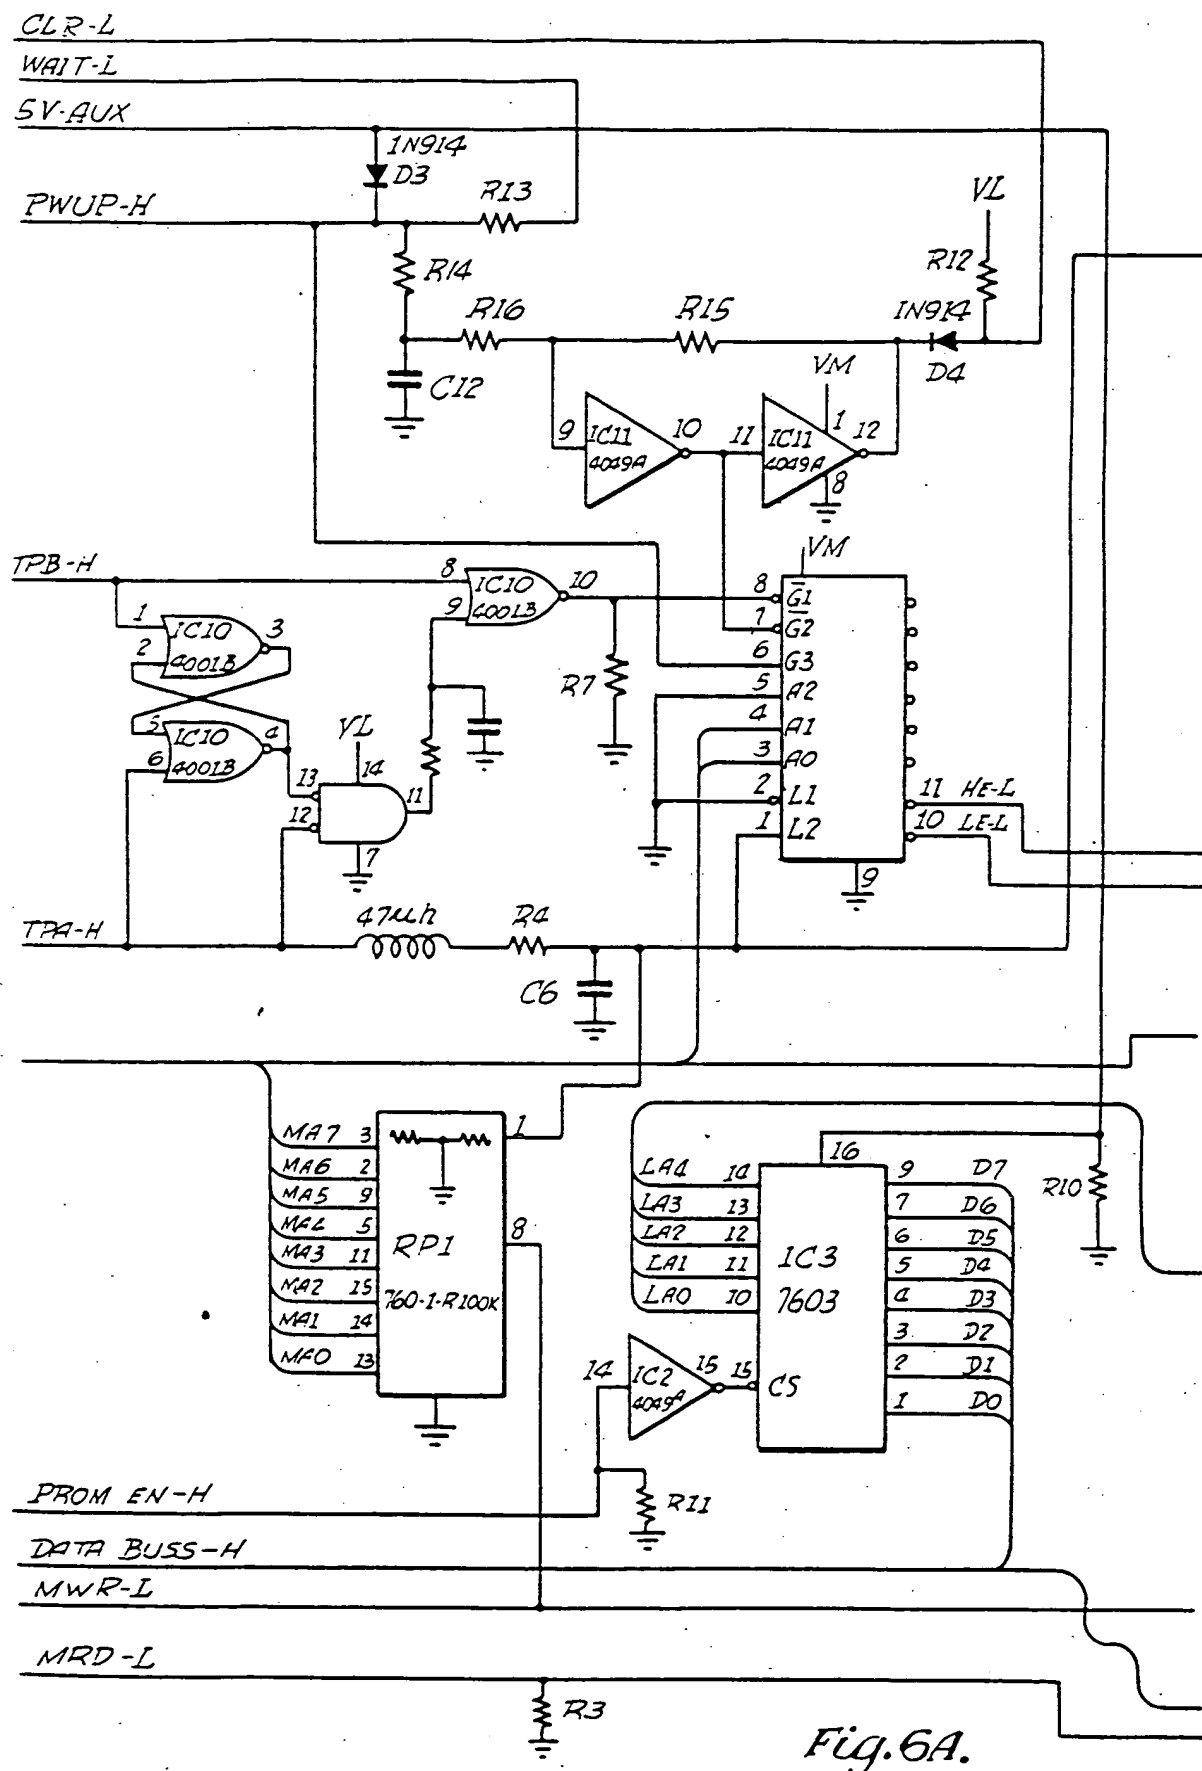 CLR-L
WAIT-L
5V-AUX
1N914
D3
PWUP-H
R13
VL
R14
R12
R16
R15
1N914
D4
C12
VM
9
IC11
4049A
10
11
IC11
4049A
1
12
8
VM
TPB-H
8
IC10
4001B
10
9
1
IC10
4001B
3
2
5
IC10
4001B
4
6
VL
14
13
12
11
7
R7
8 G1
7 G2
6 G3
5 A2
4 A1
3 A0
2 L1
1 L2
11 HE-L
10 LE-L
9
TPA-H
47µh
R4
C6
MA7 3
MA6 2
MA5 9
MA4 5
MA3 11
MA2 15
MA1 14
MA0 13
1
8
RP1
760-1-R100K
16
LA4 14
LA3 13
LA2 12
LA1 11
LA0 10
IC3
7603
9 D7
7 D6
6 D5
5 D4
4 D3
3 D2
2 D1
1 D0
R10
14
IC2
4049A
15
15
CS
PROM EN-H
R11
DATA BUSS-H
MWR-L
MRD-L
R3
Fig.6A.